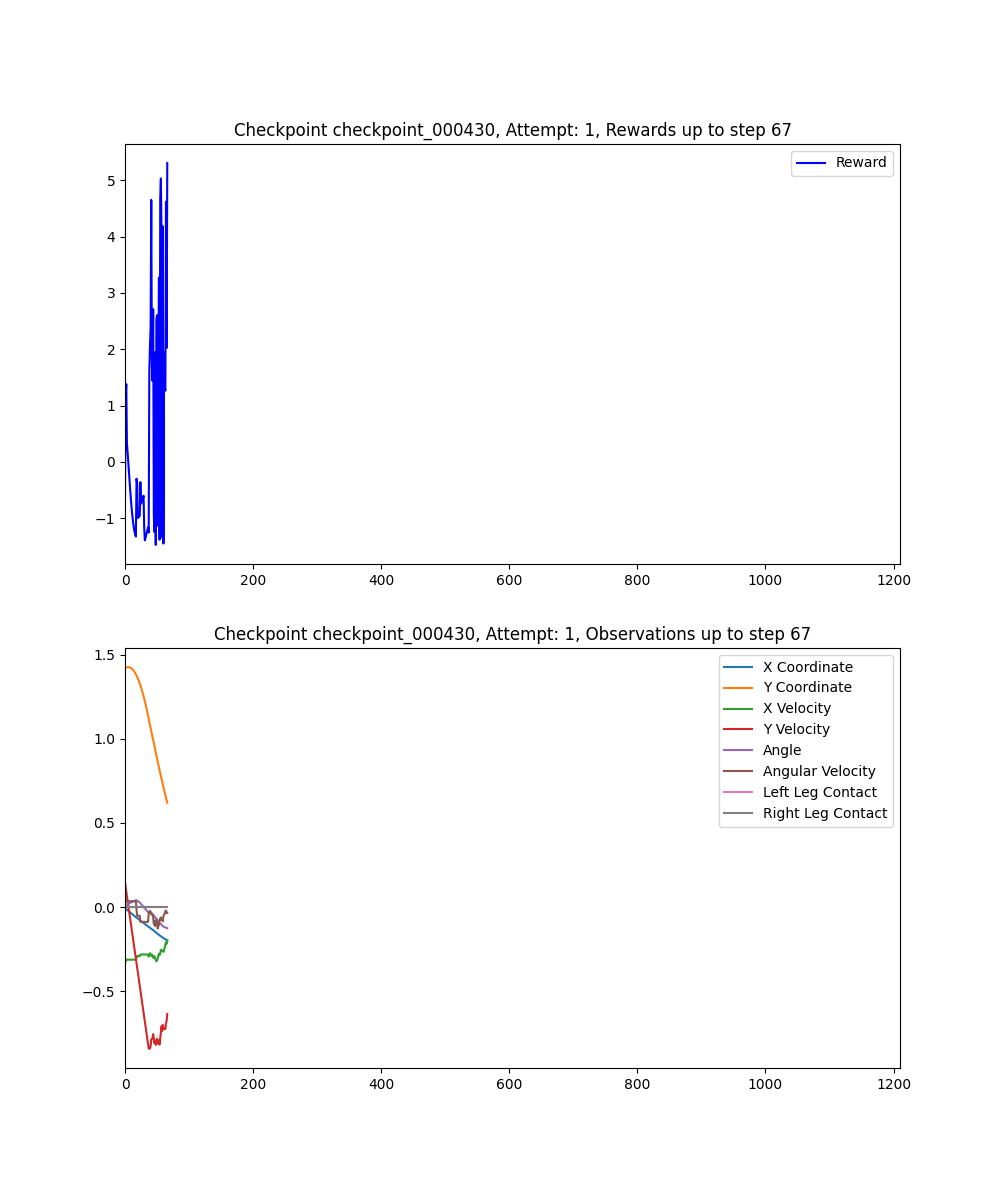 Checkpoint checkpoint_000430, Attempt: 1, Rewards up to step 67
Reward
5
4
3
2
1
0
−1
0 200 400 600 800 1000 1200
Checkpoint checkpoint_000430, Attempt: 1, Observations up to step 67
X Coordinate
Y Coordinate
X Velocity
Y Velocity
Angle
Angular Velocity
Left Leg Contact
Right Leg Contact
1.5
1.0
0.5
0.0
−0.5
0 200 400 600 800 1000 1200